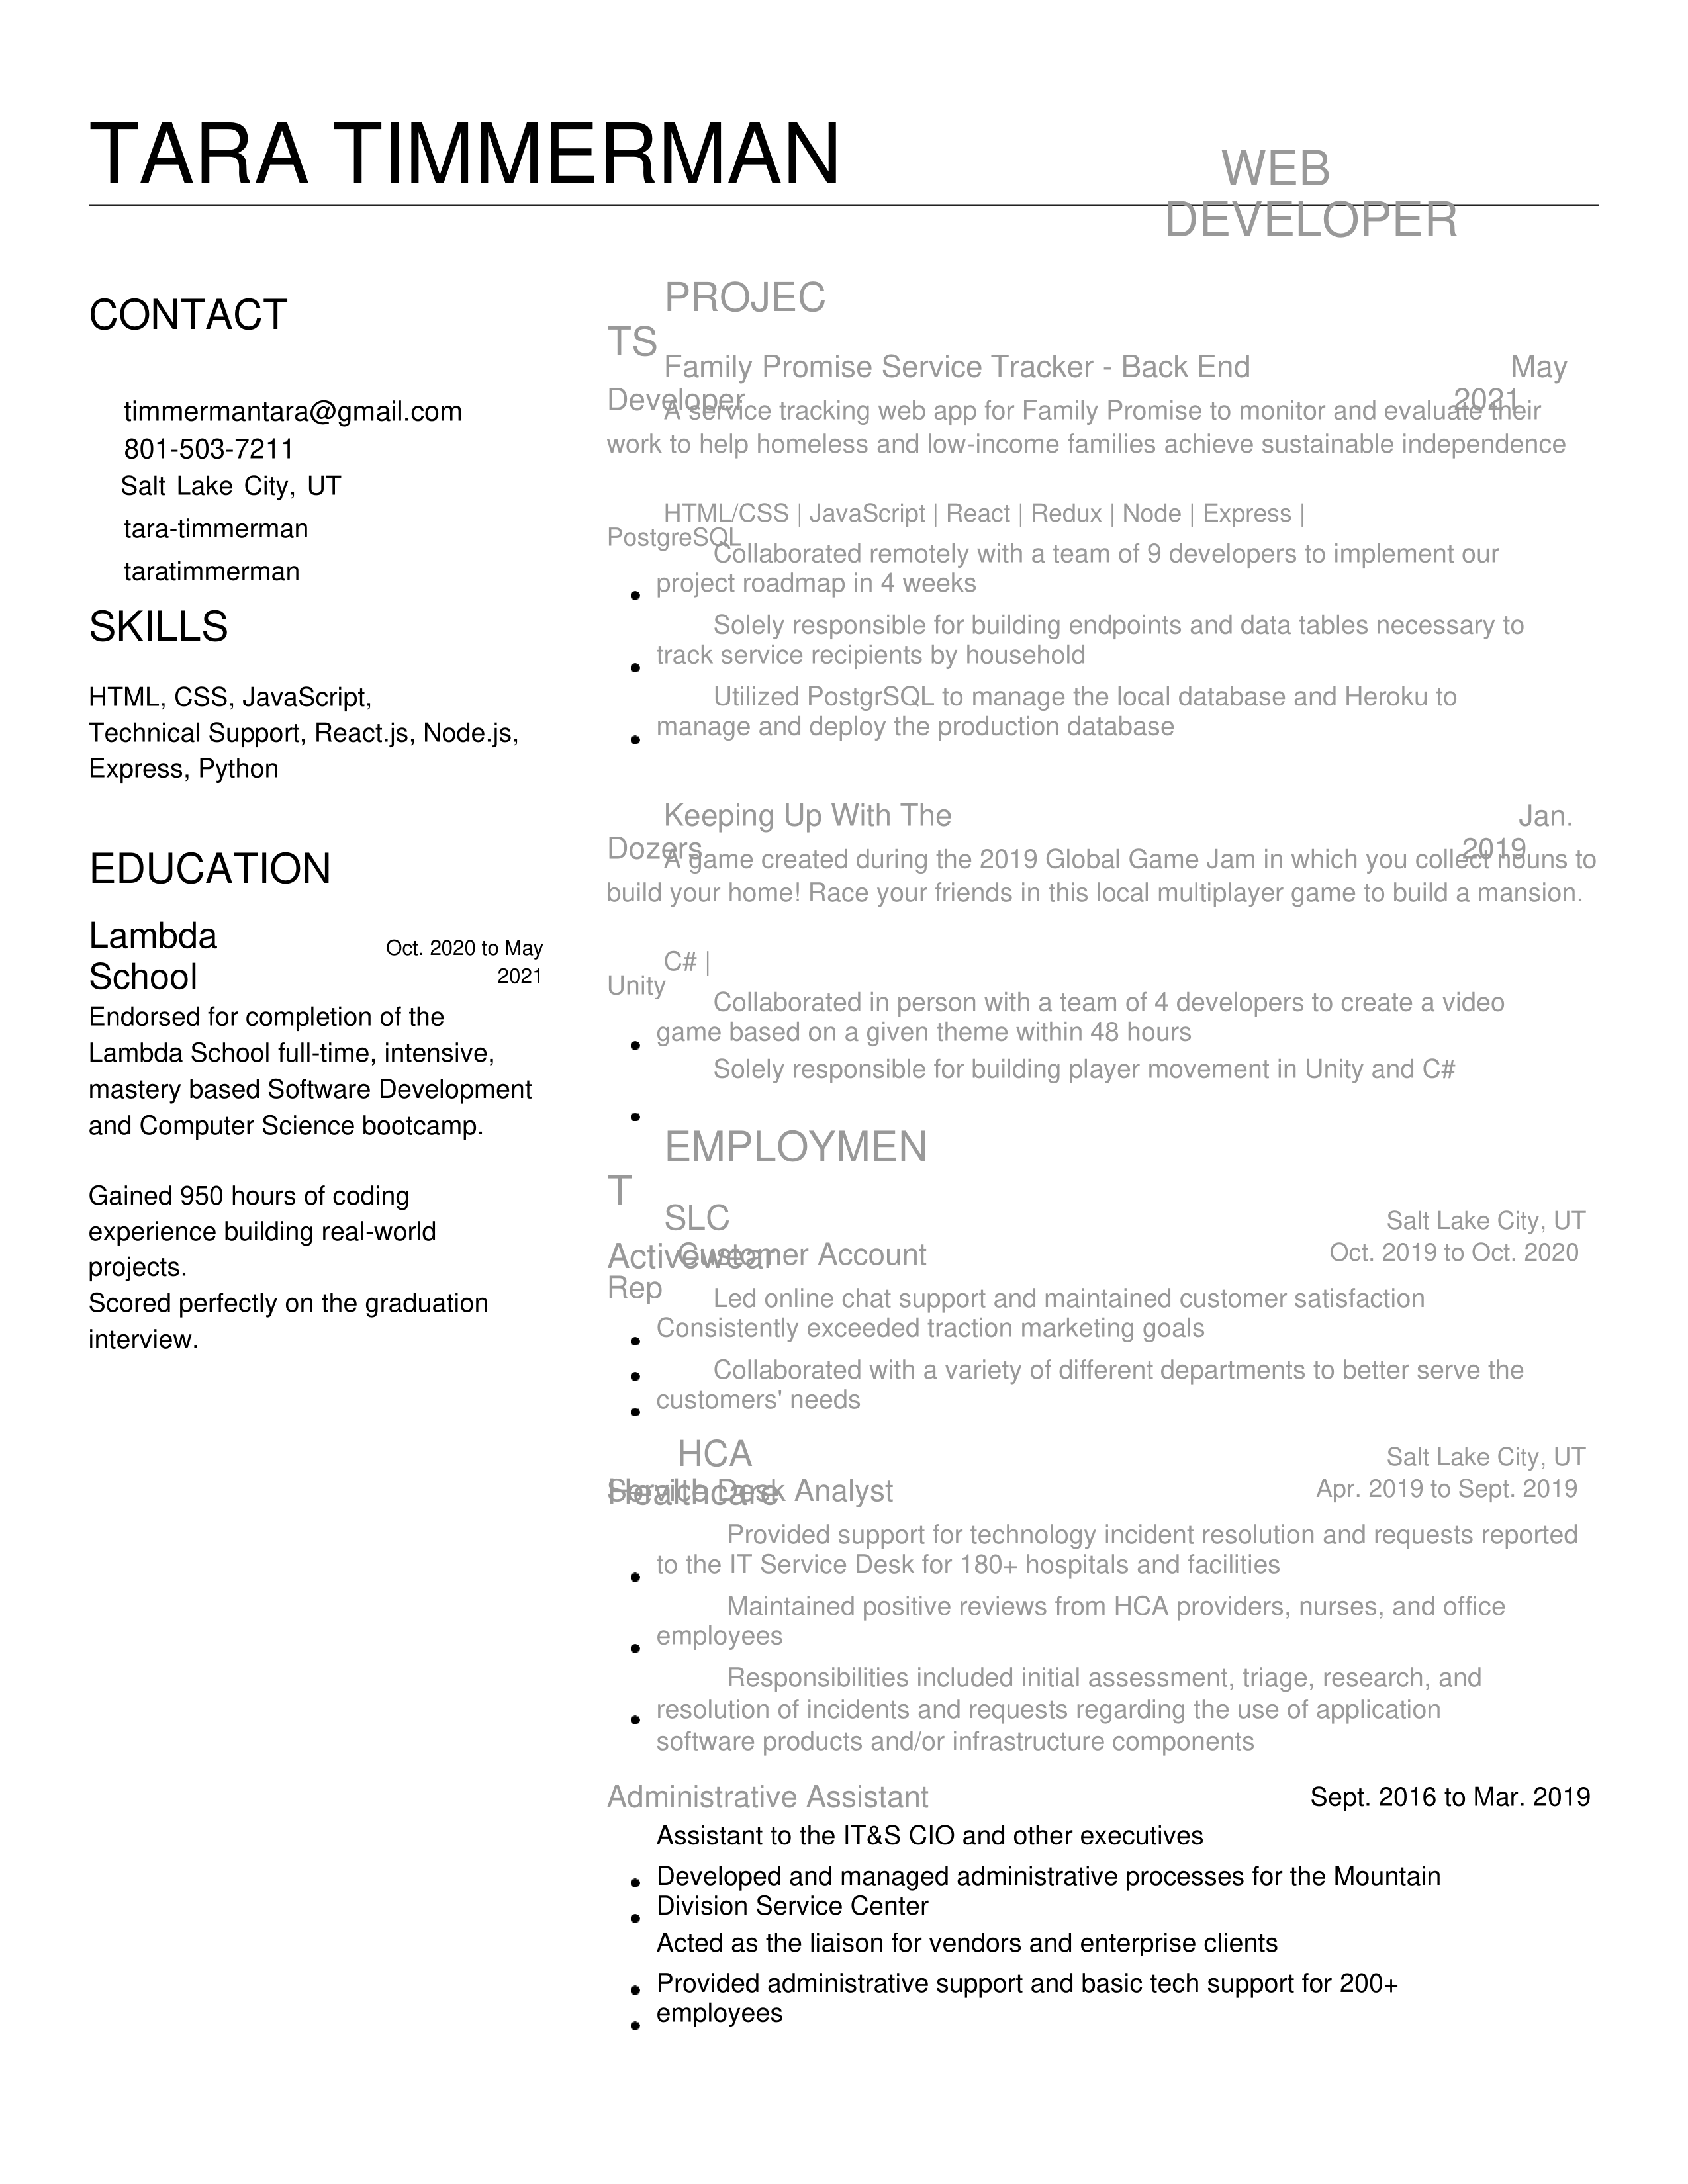 TARA TIMMERMAN
WEB
DEVELOPER
CONTACT
timmermantara@gmail.com
801-503-7211
Salt Lake City, UT
tara-timmerman
taratimmerman
SKILLS
HTML, CSS, JavaScript,
Technical Support, React.js, Node.js,
Express, Python
EDUCATION
Lambda
School
Oct. 2020 to May
2021
Endorsed for completion of the
Lambda School full-time, intensive,
mastery based Software Development
and Computer Science bootcamp.
Gained 950 hours of coding
experience building real-world
projects.
Scored perfectly on the graduation
interview.
PROJEC
TS
Family Promise Service Tracker - Back End
Developer
May
2021
A service tracking web app for Family Promise to monitor and evaluate their
work to help homeless and low-income families achieve sustainable independence
HTML/CSS | JavaScript | React | Redux | Node | Express |
PostgreSQL
Collaborated remotely with a team of 9 developers to implement our
• project roadmap in 4 weeks
Solely responsible for building endpoints and data tables necessary to
• track service recipients by household
Utilized PostgrSQL to manage the local database and Heroku to
• manage and deploy the production database
Keeping Up With The
Dozers
Jan.
2019
A game created during the 2019 Global Game Jam in which you collect nouns to
build your home! Race your friends in this local multiplayer game to build a mansion.
C# |
Unity
Collaborated in person with a team of 4 developers to create a video
• game based on a given theme within 48 hours
Solely responsible for building player movement in Unity and C#
•
EMPLOYMEN
T
SLC
Activewear
Salt Lake City, UT
Customer Account
Rep
Oct. 2019 to Oct. 2020
Led online chat support and maintained customer satisfaction
• Consistently exceeded traction marketing goals
• Collaborated with a variety of different departments to better serve the
• customers' needs
HCA
Healthcare
Salt Lake City, UT
Service Desk Analyst
Apr. 2019 to Sept. 2019
Provided support for technology incident resolution and requests reported
• to the IT Service Desk for 180+ hospitals and facilities
Maintained positive reviews from HCA providers, nurses, and office
• employees
Responsibilities included initial assessment, triage, research, and
• resolution of incidents and requests regarding the use of application
software products and/or infrastructure components
Administrative Assistant
Sept. 2016 to Mar. 2019
Assistant to the IT&S CIO and other executives
• Developed and managed administrative processes for the Mountain
• Division Service Center
Acted as the liaison for vendors and enterprise clients
• Provided administrative support and basic tech support for 200+
• employees